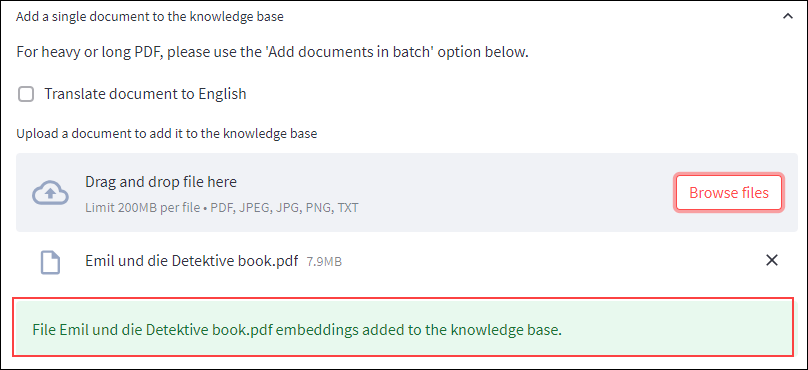 Add a single document to the knowledge base
For heavy or long PDF, please use the 'Add documents in batch' option below.
Translate document to English
Upload a document to add it to the knowledge base
Drag and drop file here
Limit 200MB per file • PDF, JPEG, JPG, PNG, TXT
Browse files
Emil und die Detektive book.pdf 7.9MB
File Emil und die Detektive book.pdf embeddings added to the knowledge base.